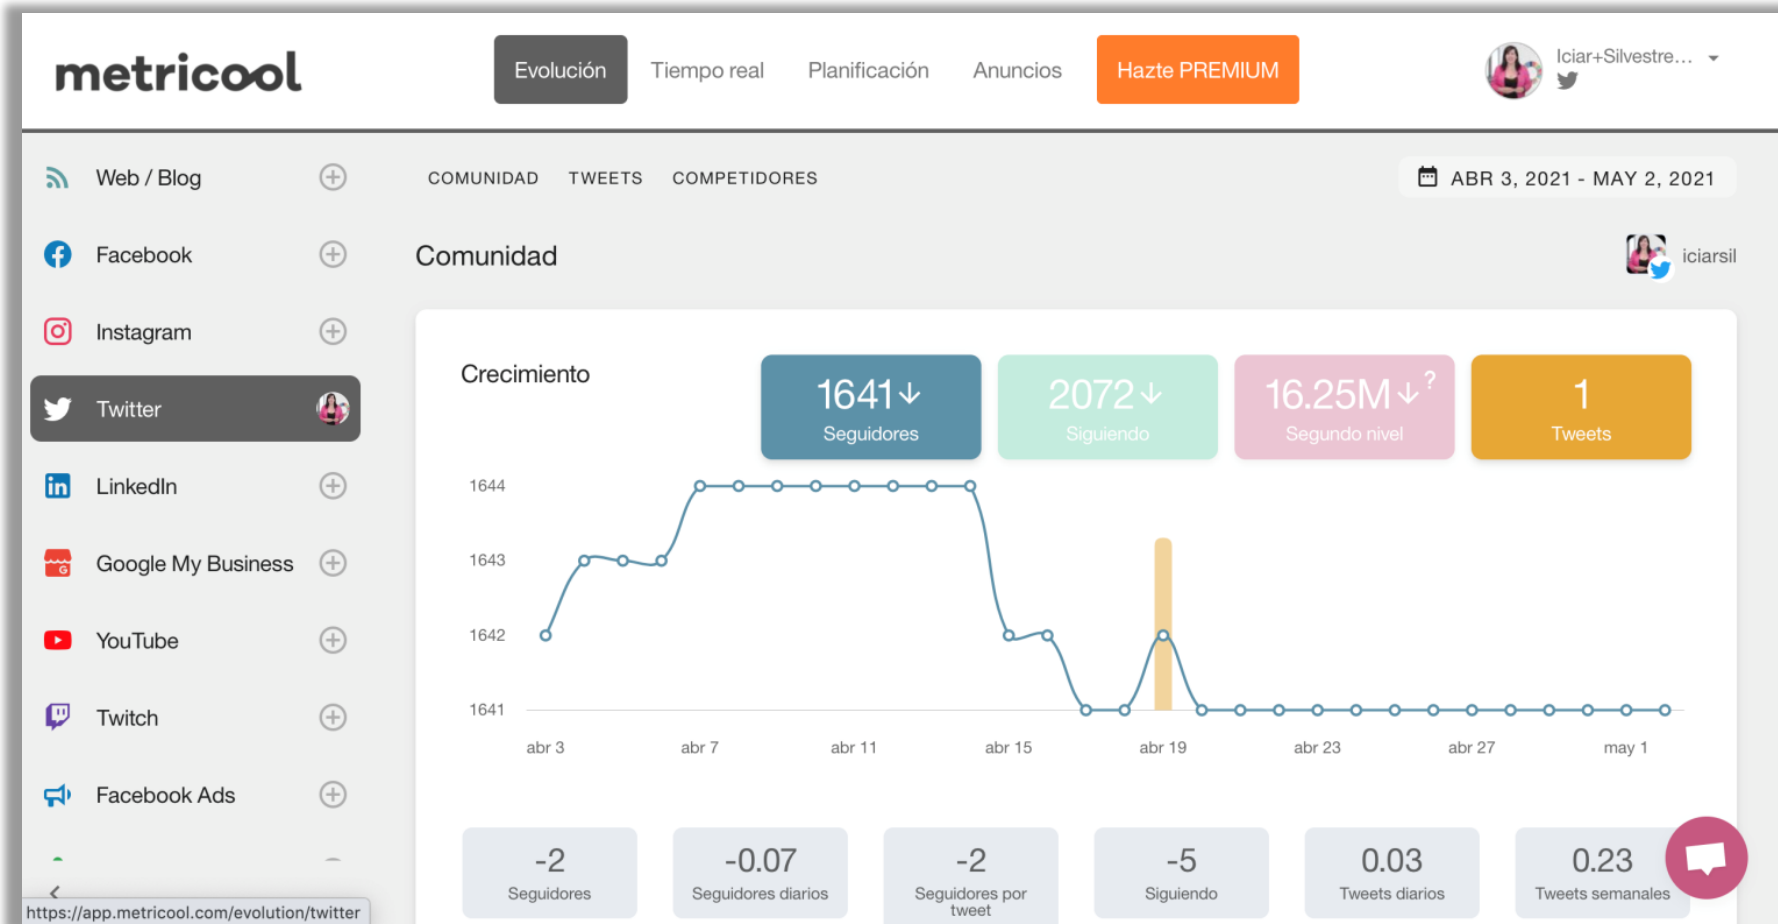 metricool
Evolución
Tiempo real
Planificación
Anuncios
Hazte PREMIUM
Iciar+Silvestre...
Web / Blog
Facebook
Instagram
Twitter
LinkedIn
Google My Business
YouTube
Twitch
Facebook Ads
https://app.metricool.com/evolution/twitter
COMUNIDAD
TWEETS
COMPETIDORES
ABR 3, 2021 - MAY 2, 2021
Comunidad
iciarsil
Crecimiento
1641↓
Seguidores
2072↓
Siguiendo
16.25M↓?
Segundo nivel
1
Tweets
1644
1643
1642
1641
abr 3
abr 7
abr 11
abr 15
abr 19
abr 23
abr 27
may 1
-2
Seguidores
-0.07
Seguidores diarios
-2
Seguidores por
tweet
-5
Siguiendo
0.03
Tweets diarios
0.23
Tweets semanales